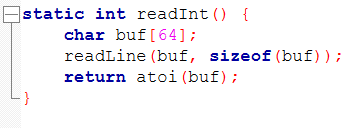 static int readInt() {
    char buf[64];
    readLine(buf, sizeof(buf));
    return atoi(buf);
}